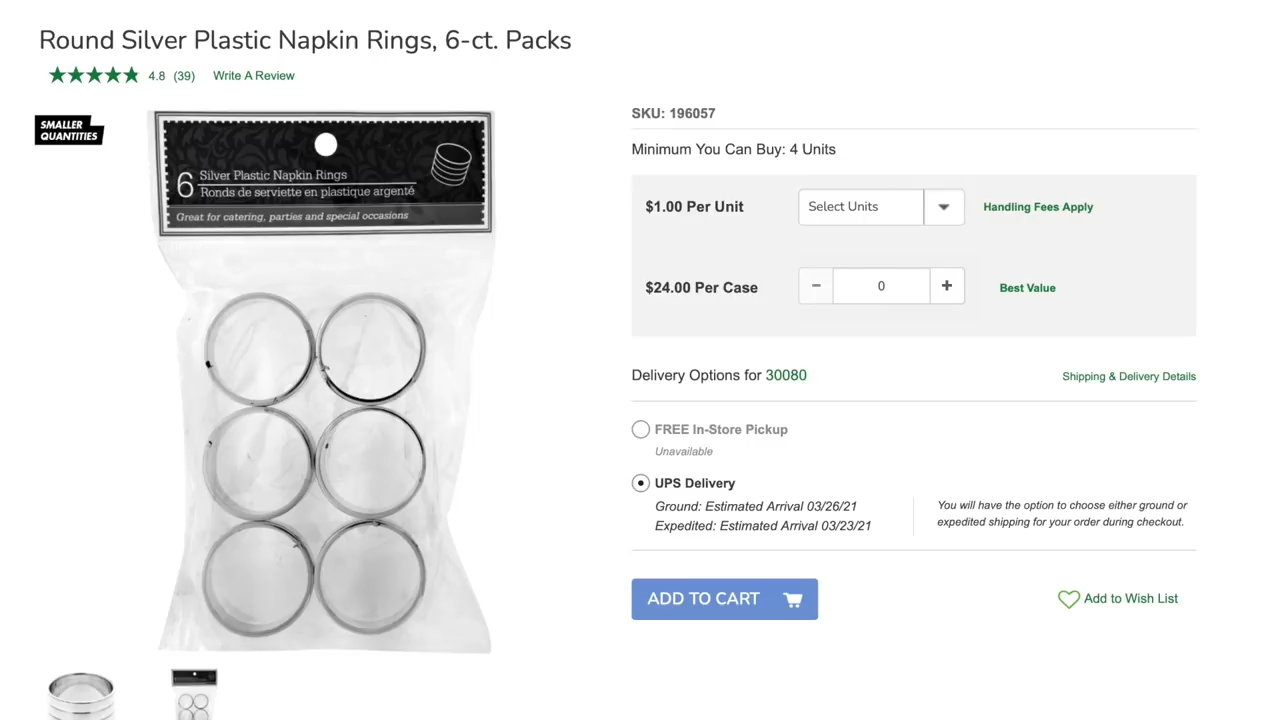 Round Silver Plastic Napkin Rings, 6-ct. Packs
4.8 (39) Write A Review
SMALLER
QUANTITIES
6 Silver Plastic Napkin Rings
Ronds de serviette en plastique argenté
Great for catering, parties and special occasions
SKU: 196057
Minimum You Can Buy: 4 Units
$1.00 Per Unit Select Units Handling Fees Apply
$24.00 Per Case − 0 + Best Value
Delivery Options for 30080 Shipping & Delivery Details
FREE In-Store Pickup
Unavailable
UPS Delivery
Ground: Estimated Arrival 03/26/21
Expedited: Estimated Arrival 03/23/21
You will have the option to choose either ground or
expedited shipping for your order during checkout.
ADD TO CART
Add to Wish List